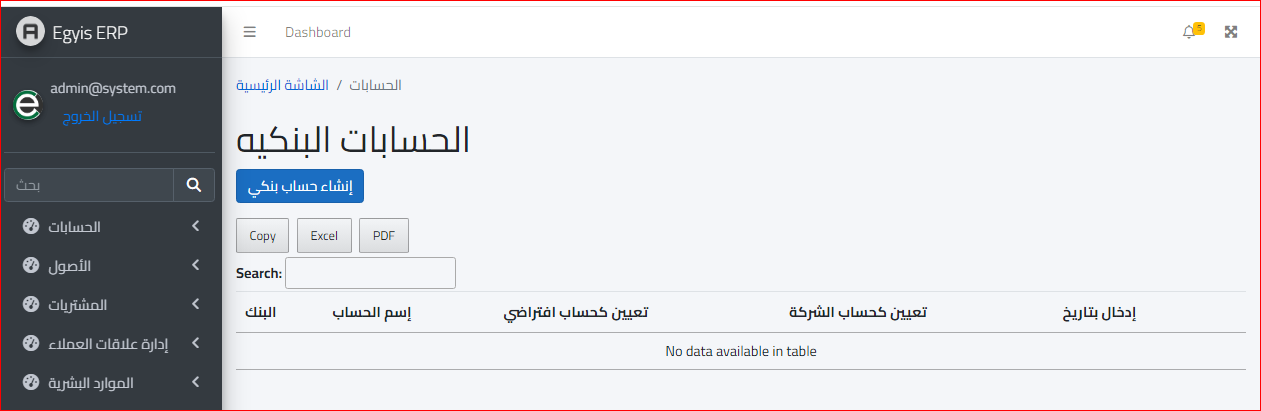 Egyis ERP
Dashboard
5
admin@system.com
تسجيل الخروج
بحث
الحسابات
الأصول
المشتريات
إدارة علاقات العملاء
الموارد البشرية
الشاشة الرئيسية / الحسابات
الحسابات البنكيه
إنشاء حساب بنكي
Copy Excel PDF
Search:
البنك إسم الحساب تعيين كحساب افتراضي تعيين كحساب الشركة إدخال بتاريخ
No data available in table